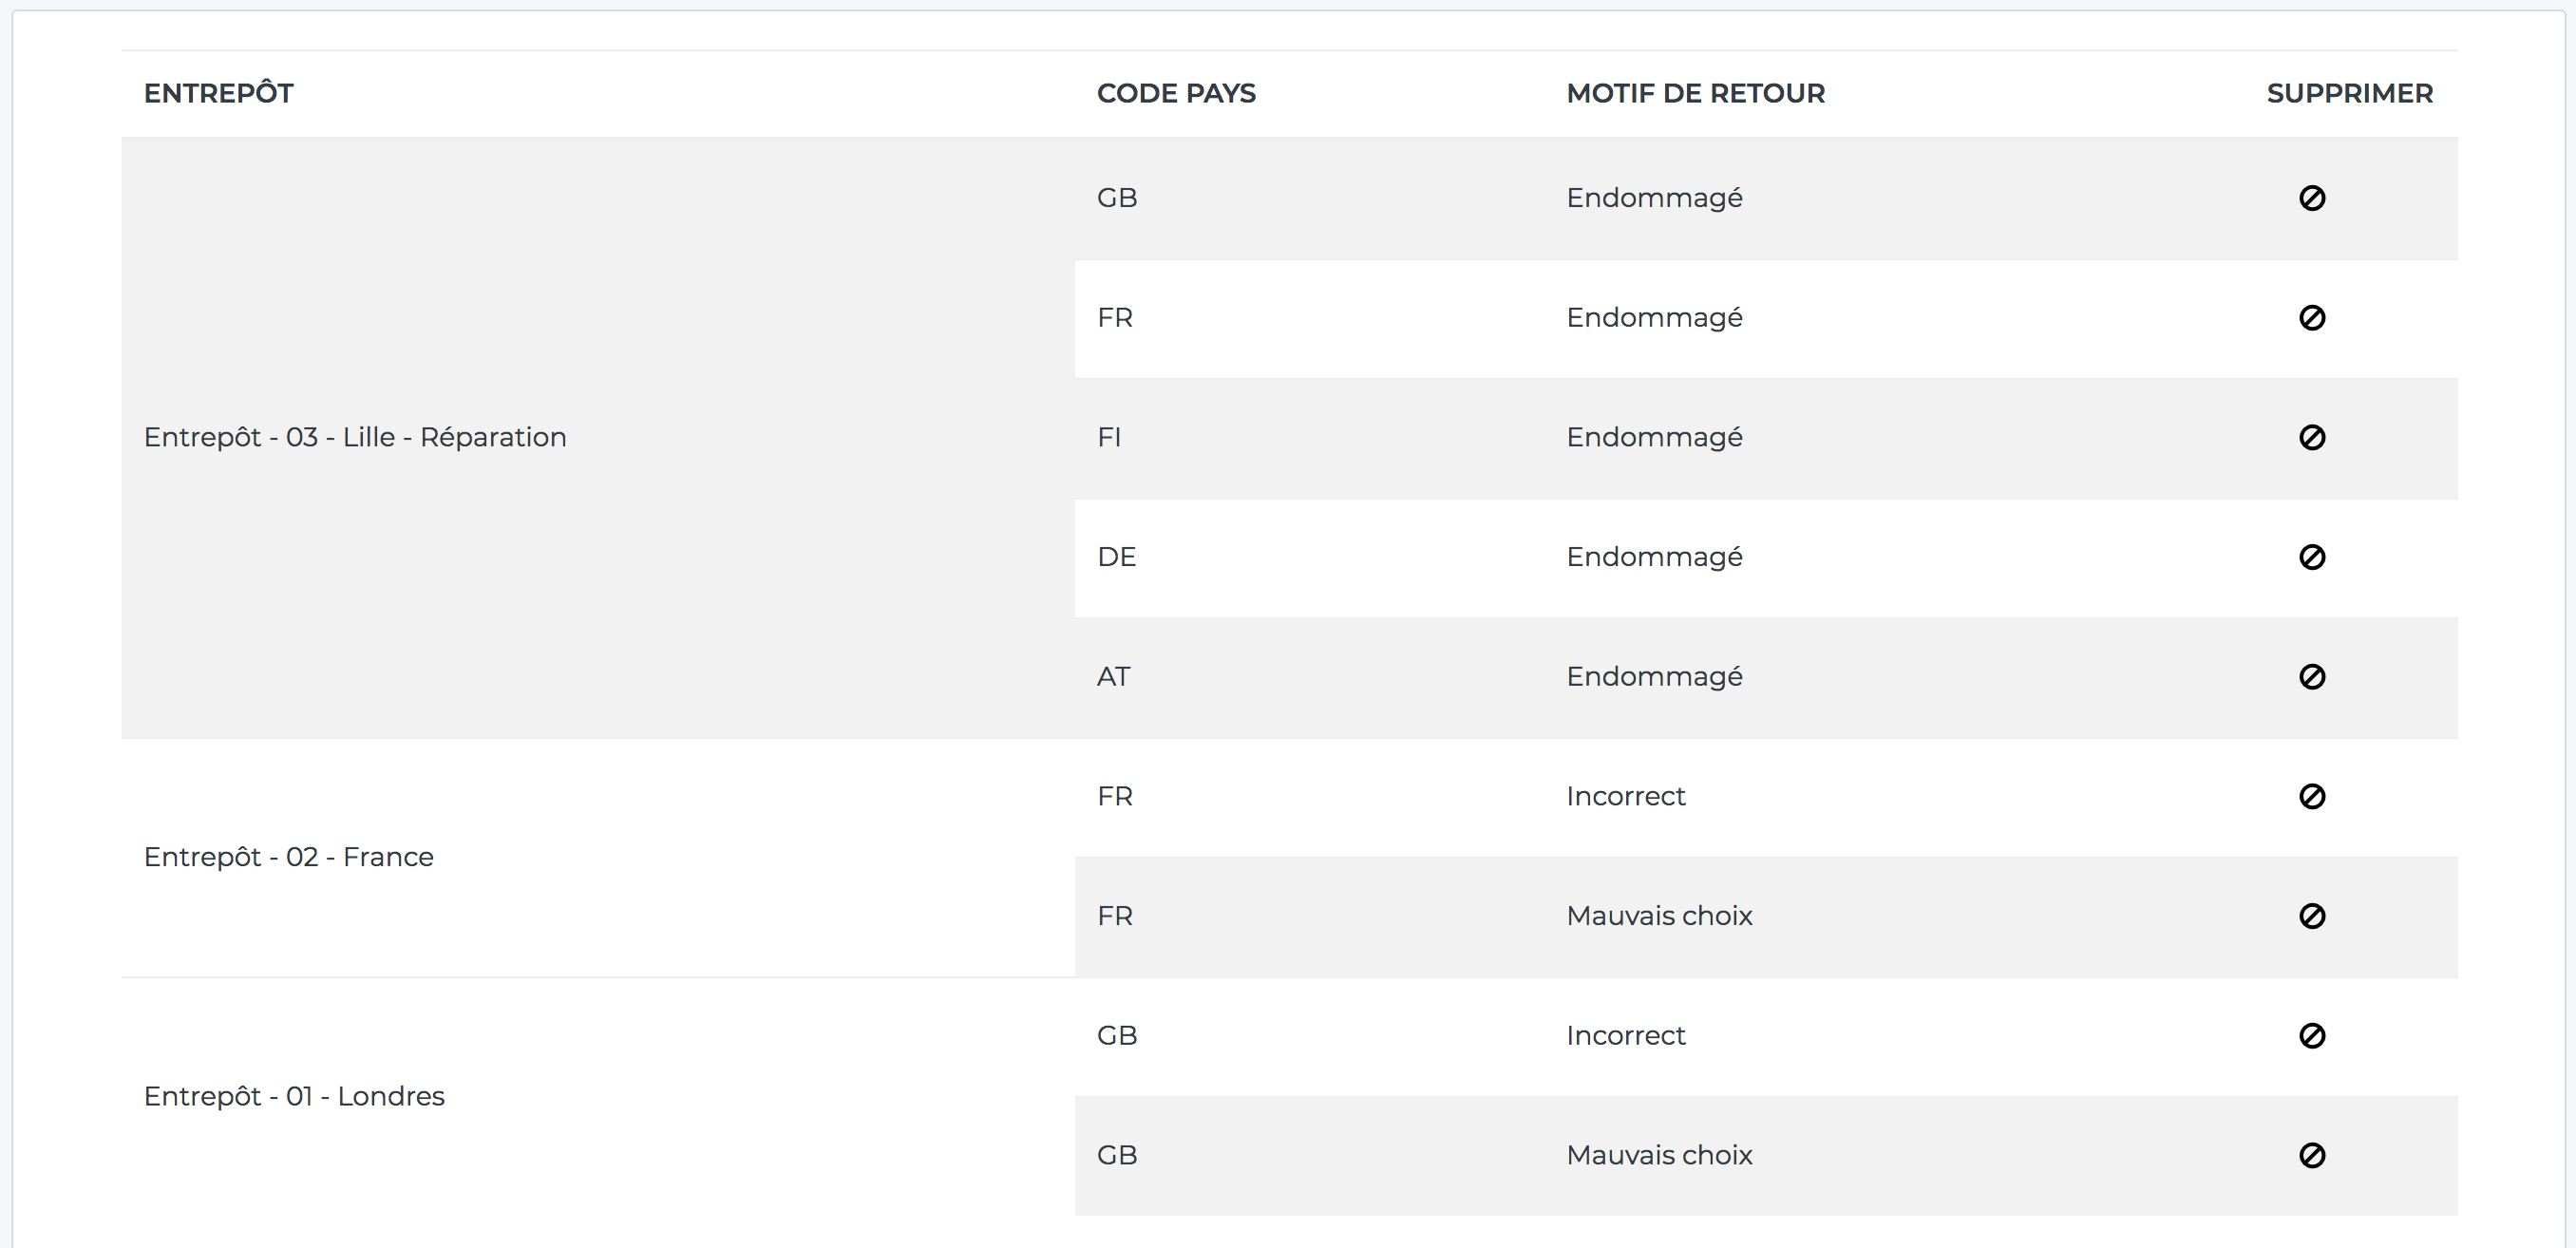 ENTREPÔT CODE PAYS MOTIF DE RETOUR SUPPRIMER
GB Endommagé
FR Endommagé
Entrepôt - 03 - Lille - Réparation FI Endommagé
DE Endommagé
AT Endommagé
FR Incorrect
Entrepôt - 02 - France
FR Mauvais choix
GB Incorrect
Entrepôt - 01 - Londres
GB Mauvais choix